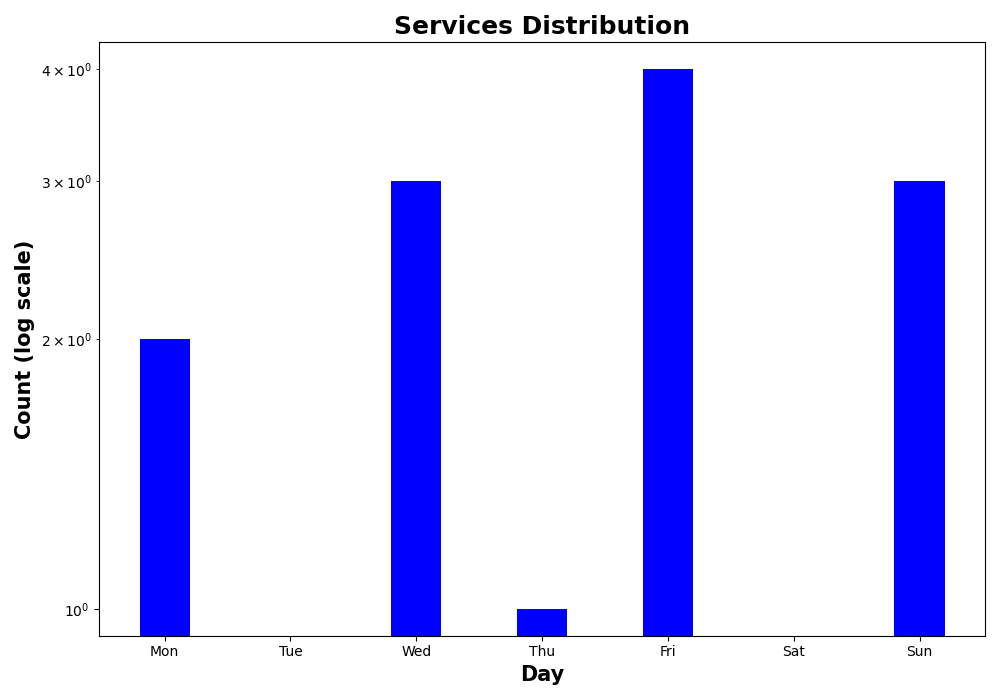 Services Distribution
Count (log scale)
4 × 10⁰
3 × 10⁰
2 × 10⁰
10⁰
Mon Tue Wed Thu Fri Sat Sun
Day